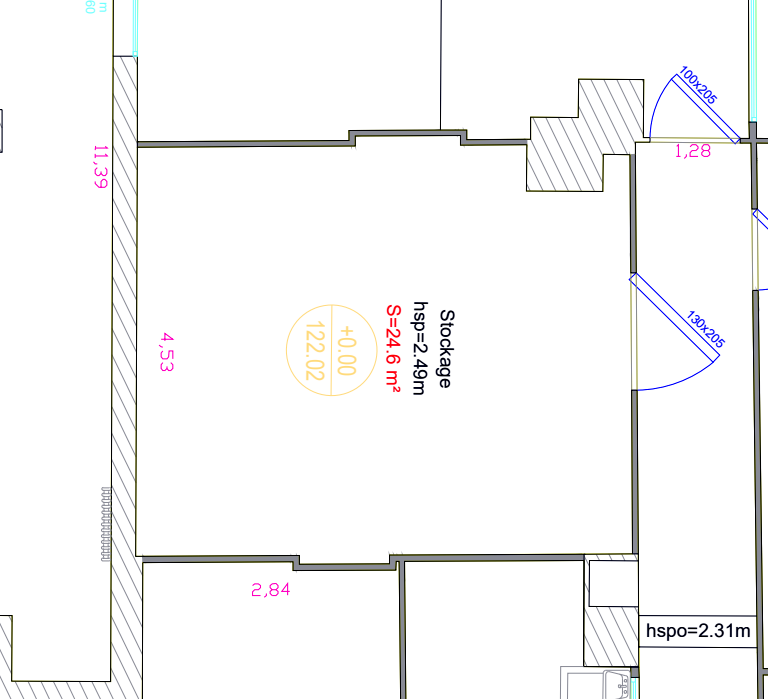 m
60
100x205
1,28
11,39
130x205
Stockage
hsp=2.49m
S=24.6 m²
+0.00
122.02
4,53
2,84
hspo=2.31m